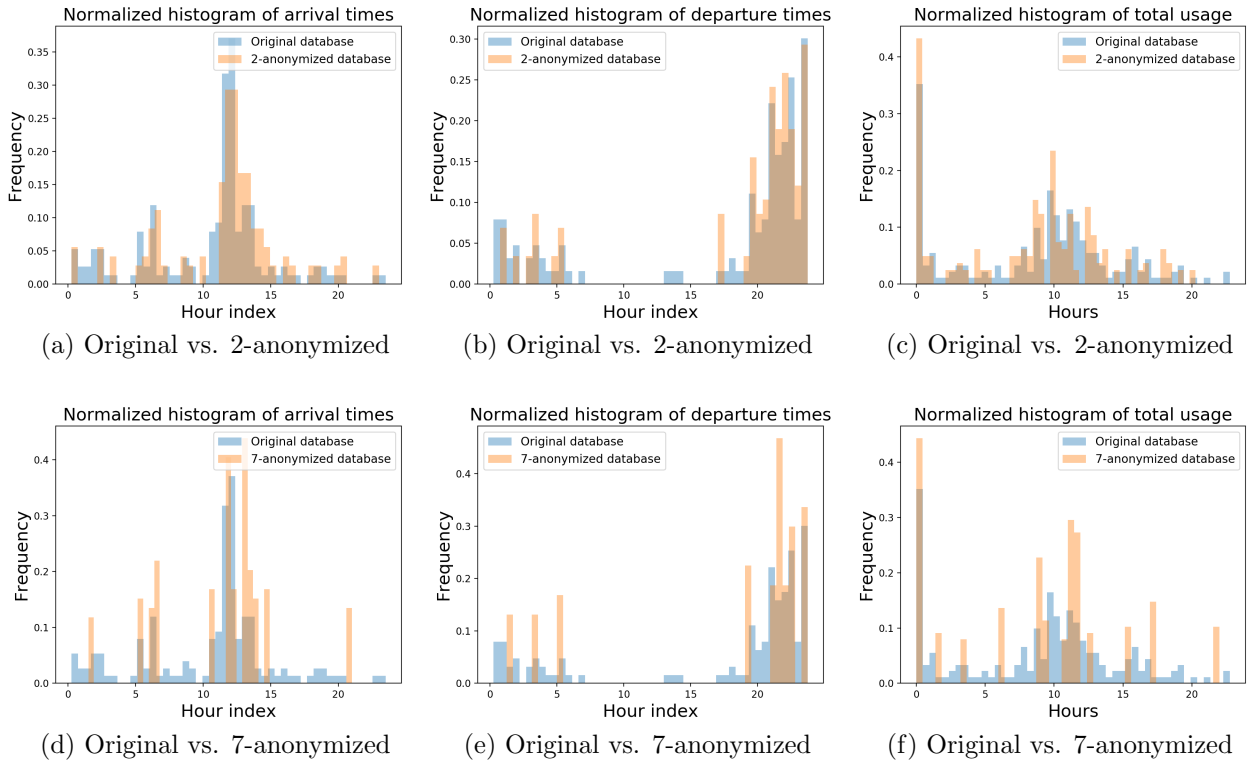 Normalized histogram of arrival times
Frequency
0.35
0.30
0.25
0.20
0.15
0.10
0.05
0.00
Original database
2-anonymized database
0 5 10 15 20
Hour index
(a) Original vs. 2-anonymized
Normalized histogram of departure times
Frequency
0.30
0.25
0.20
0.15
0.10
0.05
0.00
Original database
2-anonymized database
0 5 10 15 20
Hour index
(b) Original vs. 2-anonymized
Normalized histogram of total usage
Frequency
0.4
0.3
0.2
0.1
0.0
Original database
2-anonymized database
0 5 10 15 20
Hours
(c) Original vs. 2-anonymized
Normalized histogram of arrival times
Frequency
0.4
0.3
0.2
0.1
0.0
Original database
7-anonymized database
0 5 10 15 20
Hour index
(d) Original vs. 7-anonymized
Normalized histogram of departure times
Frequency
0.5
0.4
0.3
0.2
0.1
0.0
Original database
7-anonymized database
0 5 10 15 20
Hour index
(e) Original vs. 7-anonymized
Normalized histogram of total usage
Frequency
0.4
0.3
0.2
0.1
0.0
Original database
7-anonymized database
0 5 10 15 20
Hours
(f) Original vs. 7-anonymized